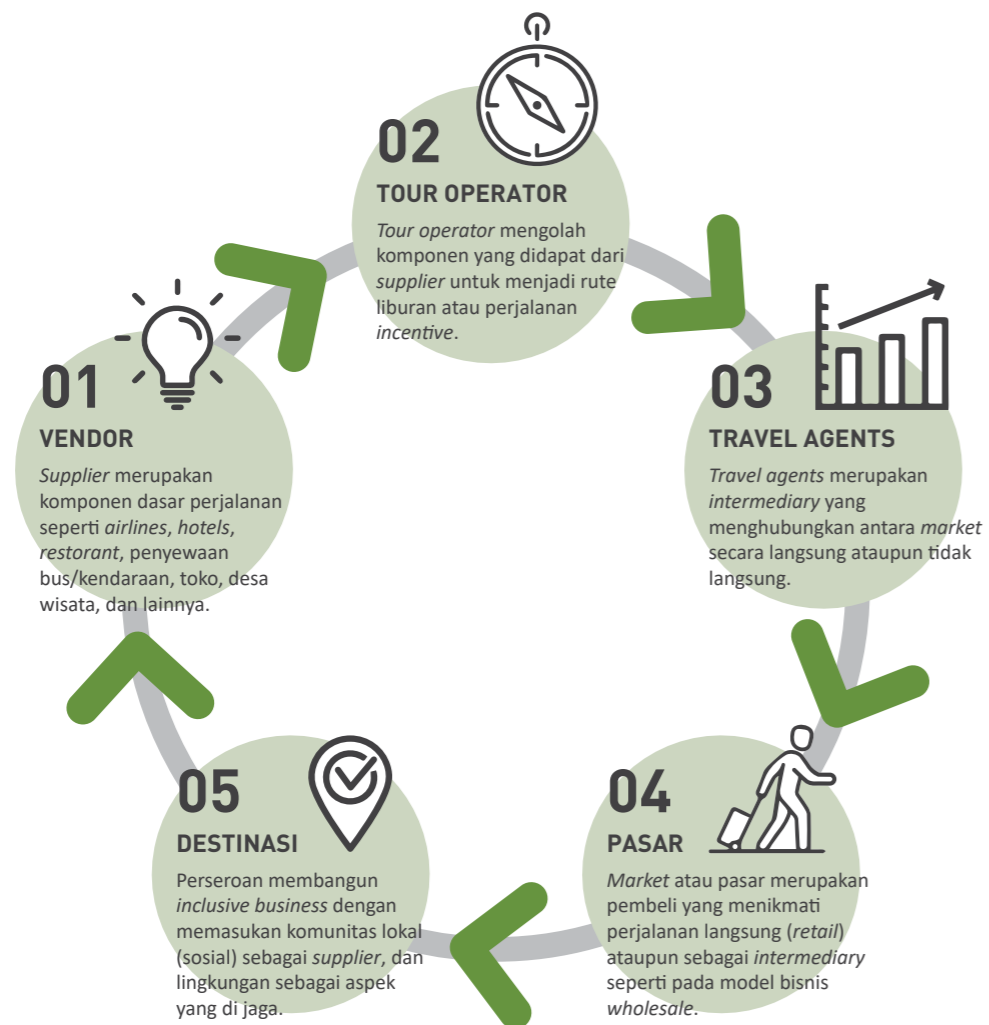 01
VENDOR
Supplier merupakan
komponen dasar perjalanan
seperti airlines, hotels,
restorant, penyewaan
bus/kendaraan, toko, desa
wisata, dan lainnya.
02
TOUR OPERATOR
Tour operator mengolah
komponen yang didapat dari
supplier untuk menjadi rute
liburan atau perjalanan
incentive.
03
TRAVEL AGENTS
Travel agents merupakan
intermediary yang
menghubungkan antara market
secara langsung ataupun tidak
langsung.
04
PASAR
Market atau pasar merupakan
pembeli yang menikmati
perjalanan langsung (retail)
ataupun sebagai intermediary
seperti pada model bisnis
wholesale.
05
DESTINASI
Perseroan membangun
inclusive business dengan
memasukan komunitas lokal
(sosial) sebagai supplier, dan
lingkungan sebagai aspek
yang di jaga.